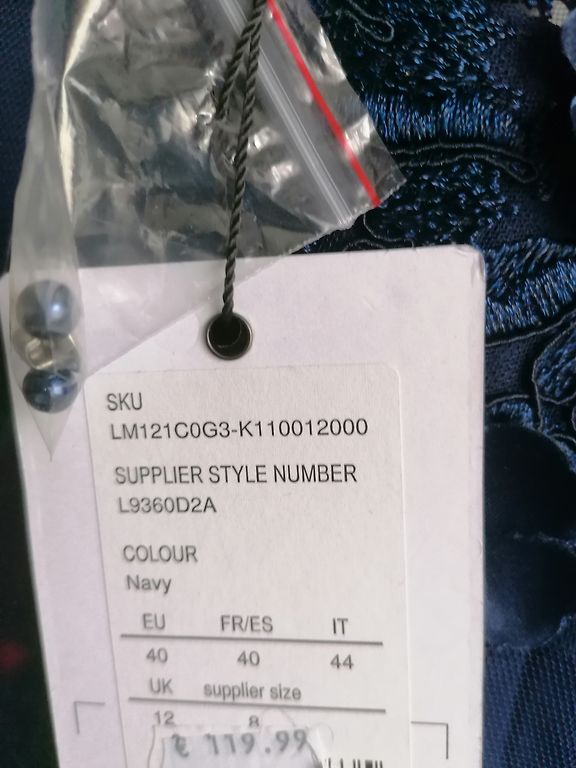 SKU
LM121C0G3-K110012000
SUPPLIER STYLE NUMBER
L9360D2A
COLOUR
Navy
EU FR/ES IT
40 40 44
UK supplier size
12 8
€ 119.99